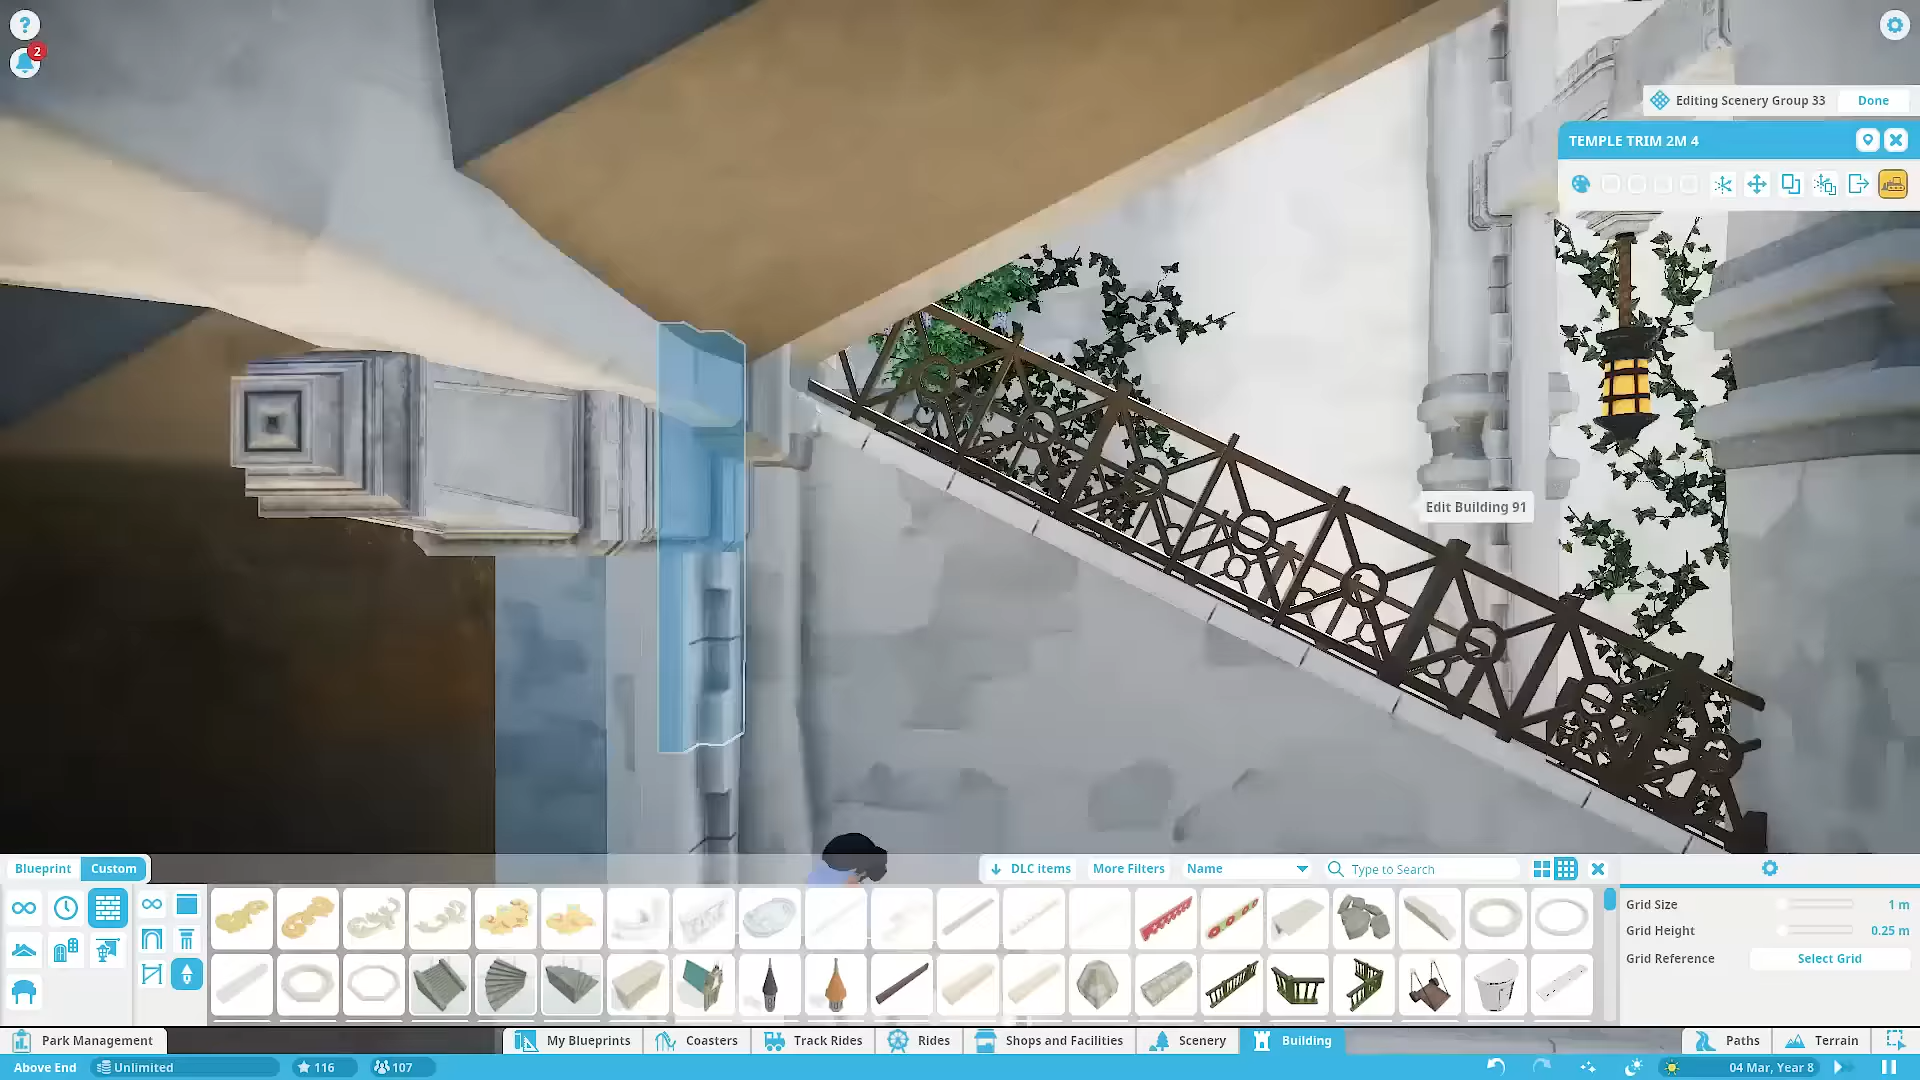 ?
2
Editing Scenery Group 33
Done
TEMPLE TRIM 2M 4
Edit Building 91
Blueprint
Custom
DLC items
More Filters
Name
Type to Search
Grid Size
1 m
Grid Height
0.25 m
Grid Reference
Select Grid
Park Management
My Blueprints
Coasters
Track Rides
Rides
Shops and Facilities
Scenery
Building
Paths
Terrain
Above End
Unlimited
116
107
04 Mar, Year 8